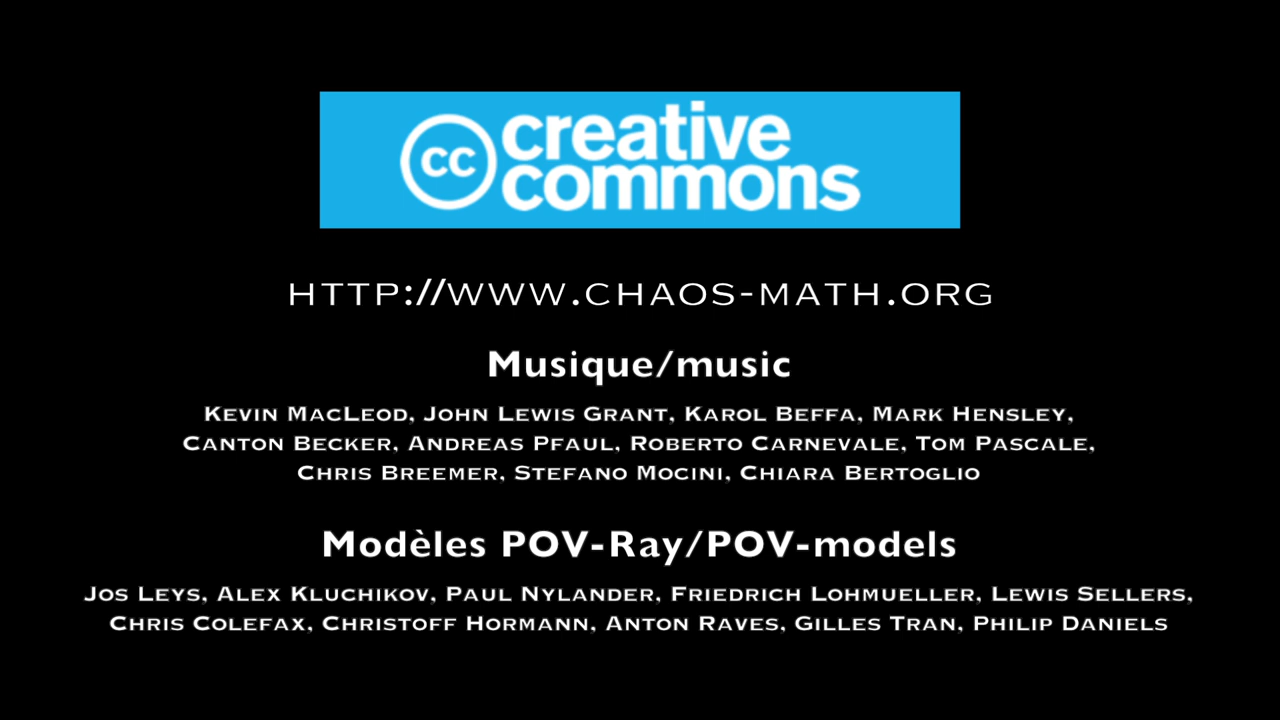 cc creative
commons
HTTP://WWW.CHAOS-MATH.ORG
Musique/music
KEVIN MACLEOD, JOHN LEWIS GRANT, KAROL BEFFA, MARK HENSLEY,
CANTON BECKER, ANDREAS PFAUL, ROBERTO CARNEVALE, TOM PASCALE,
CHRIS BREEMER, STEFANO MOCINI, CHIARA BERTOGLIO
Modèles POV-Ray/POV-models
JOS LEYS, ALEX KLUCHIKOV, PAUL NYLANDER, FRIEDRICH LOHMUELLER, LEWIS SELLERS,
CHRIS COLEFAX, CHRISTOFF HORMANN, ANTON RAVES, GILLES TRAN, PHILIP DANIELS